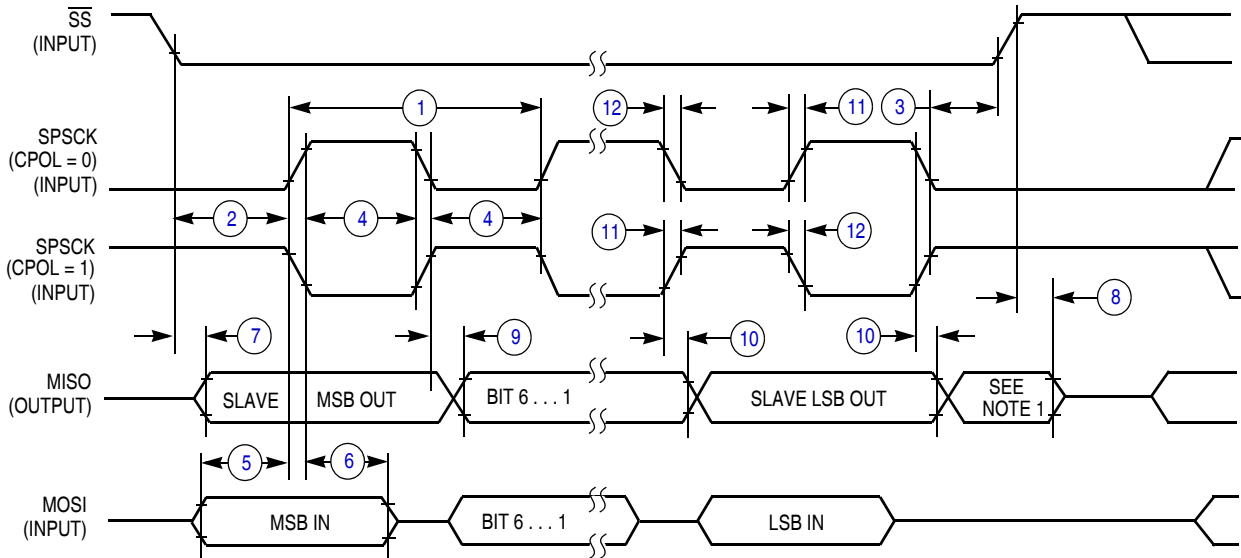 SS
(INPUT)
1
12
11
3
SPSCK
(CPOL = 0)
(INPUT)
2
4
4
11
12
SPSCK
(CPOL = 1)
(INPUT)
7
9
10
10
8
MISO
(OUTPUT)
SLAVE
MSB OUT
BIT 6 . . . 1
SLAVE LSB OUT
SEE
NOTE 1
5
6
MOSI
(INPUT)
MSB IN
BIT 6 . . . 1
LSB IN